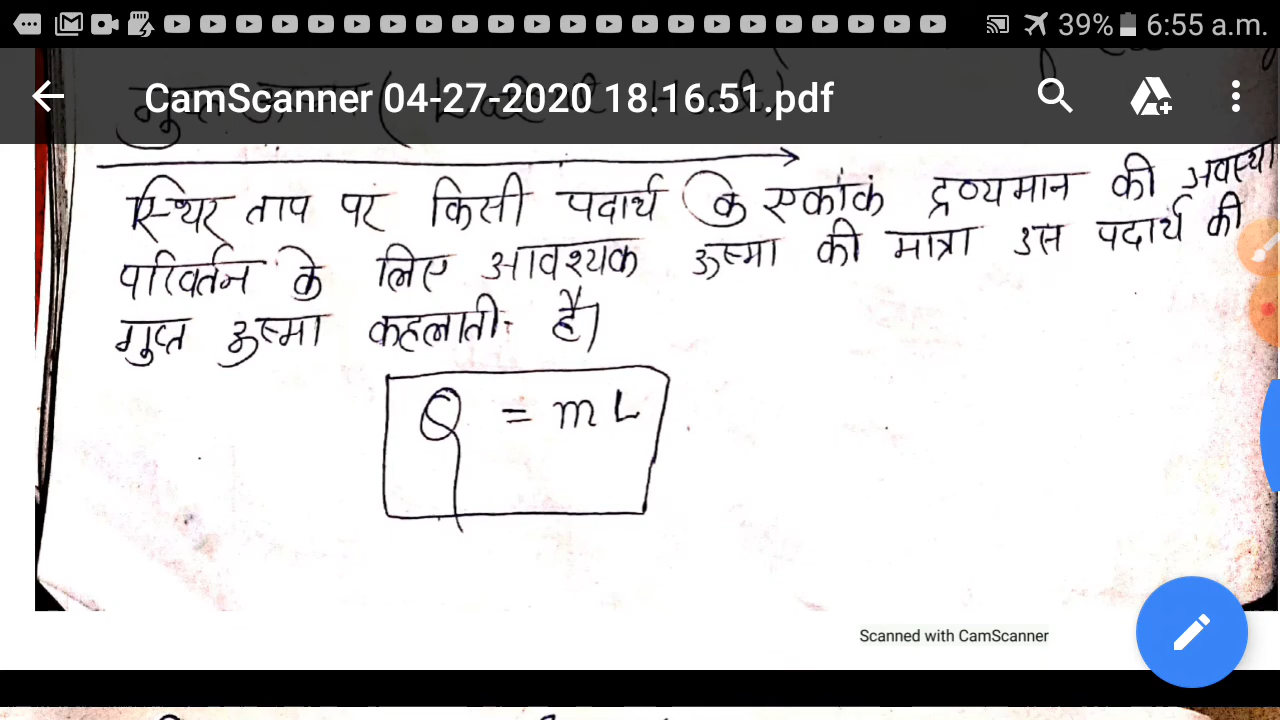 39% 6:55 a.m.
CamScanner 04-27-2020 18.16.51.pdf
स्थिर ताप पर किसी पदार्थ के एकांकं द्रव्यमान की अवस्था
परिवर्तन के लिए आवश्यक ऊष्मा की मात्रा उस पदार्थ की
गुप्त ऊष्मा कहलाती है।
Q = mL
Scanned with CamScanner